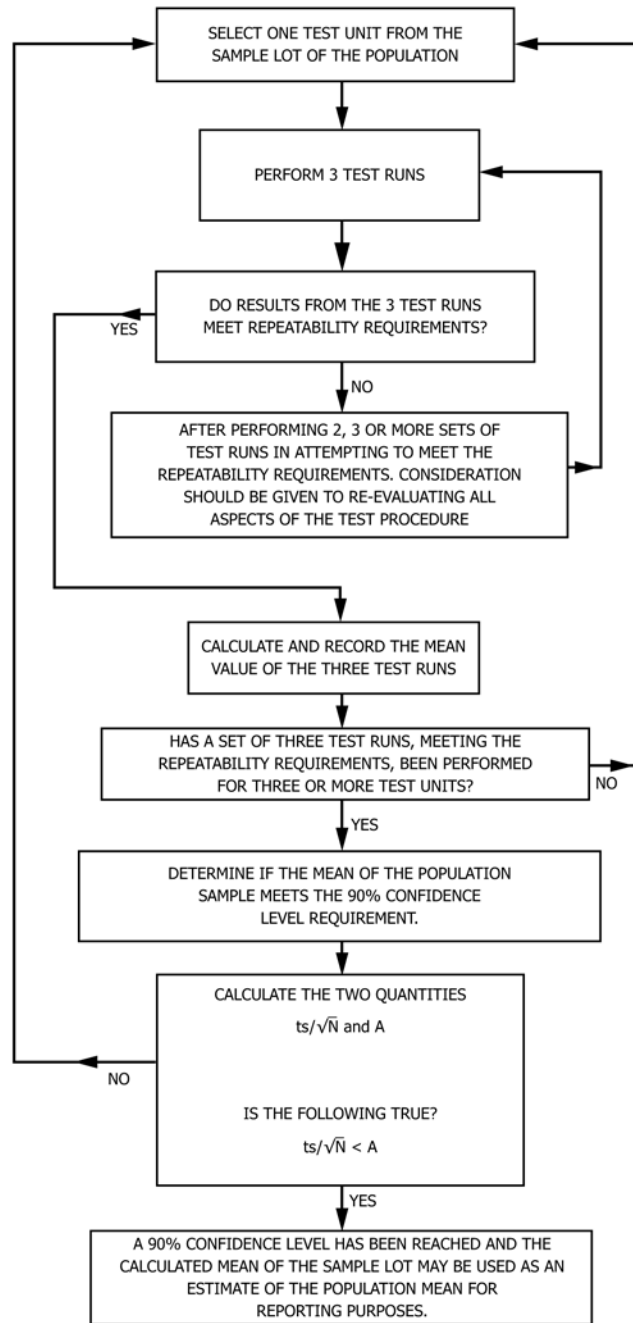 SELECT ONE TEST UNIT FROM THE
SAMPLE LOT OF THE POPULATION
PERFORM 3 TEST RUNS
DO RESULTS FROM THE 3 TEST RUNS
MEET REPEATABILITY REQUIREMENTS?
YES
NO
AFTER PERFORMING 2, 3 OR MORE SETS OF
TEST RUNS IN ATTEMPTING TO MEET THE
REPEATABILITY REQUIREMENTS. CONSIDERATION
SHOULD BE GIVEN TO RE-EVALUATING ALL
ASPECTS OF THE TEST PROCEDURE
CALCULATE AND RECORD THE MEAN
VALUE OF THE THREE TEST RUNS
HAS A SET OF THREE TEST RUNS, MEETING THE
REPEATABILITY REQUIREMENTS, BEEN PERFORMED
FOR THREE OR MORE TEST UNITS?
NO
YES
DETERMINE IF THE MEAN OF THE POPULATION
SAMPLE MEETS THE 90% CONFIDENCE
LEVEL REQUIREMENT.
CALCULATE THE TWO QUANTITIES
ts/√N and A
NO
IS THE FOLLOWING TRUE?
ts/√N < A
YES
A 90% CONFIDENCE LEVEL HAS BEEN REACHED AND THE
CALCULATED MEAN OF THE SAMPLE LOT MAY BE USED AS AN
ESTIMATE OF THE POPULATION MEAN FOR
REPORTING PURPOSES.